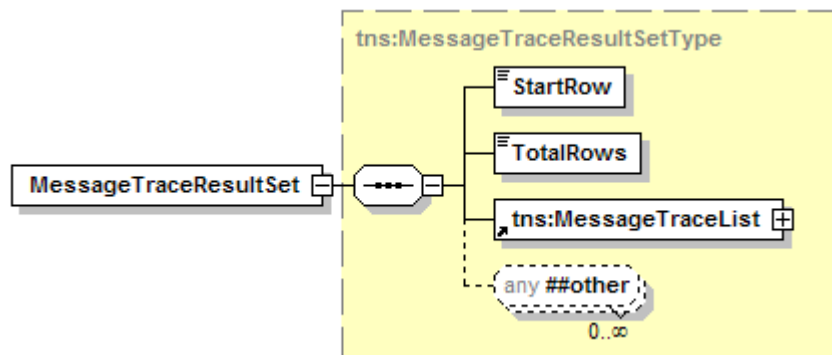 tns:MessageTraceResultSetType
StartRow
TotalRows
MessageTraceResultSet
tns:MessageTraceList
any ##other
0..∞